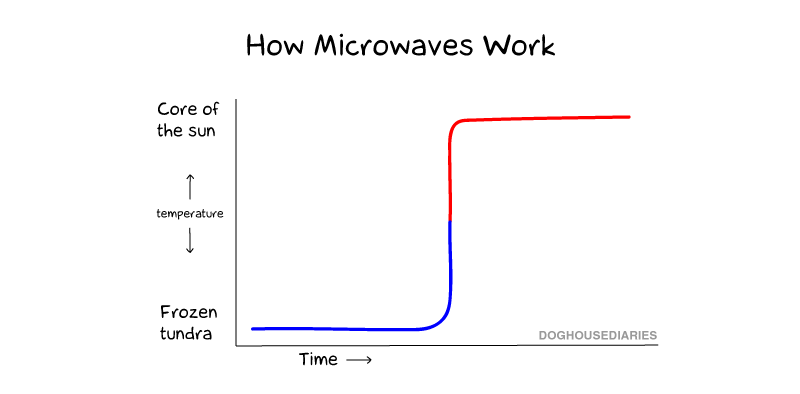 How Microwaves Work
Core of
the sun
temperature
Frozen
tundra
DOGHOUSEDIARIES
Time